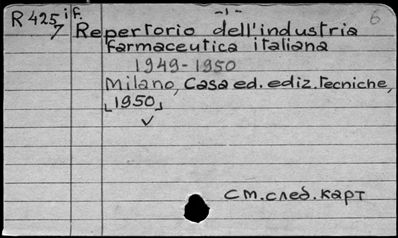 -1-
6
R 425 if.
7
Repertorio dell'industria
farmaceutica italiana
1949-1950
Milano, Casa ed. ediz. tecniche,
⌊1950⌋
см. след. карт